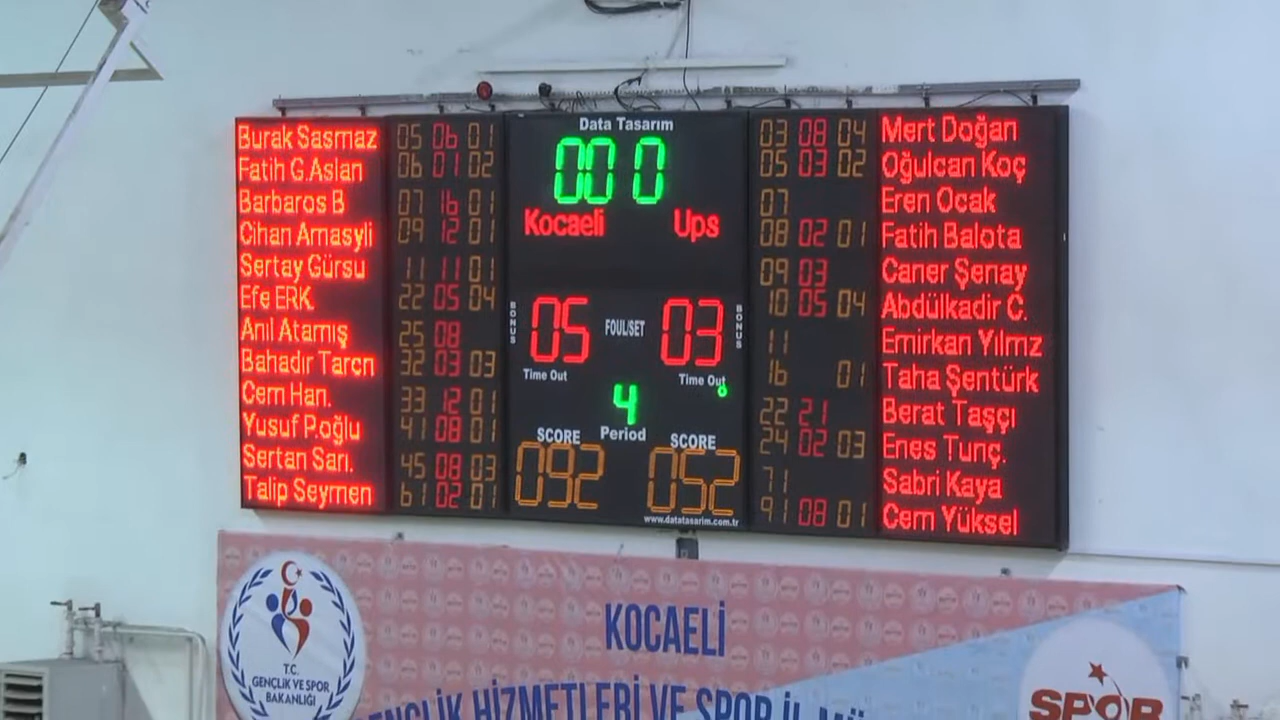 Data Tasarım
Burak Sasmaz 05 06 01
Fatih G.Aslan 06 01 02
Barbaros B 07 16 01
Cihan Amasyli 09 12 01
Sertay Gürsu 11 11 01
Efe ERK. 22 05 04
Anıl Atamış 25 08
Bahadır Tarcn 32 03 03
Cem Han. 33 12 01
Yusuf P.oğlu 41 08 01
Sertan Sarı. 45 08 03
Talip Seymen 61 02 01
00 0 0
Kocaeli Ups
BONUS 05 FOUL/SET 03 BONUS
Time Out Time Out
4
Period
SCORE SCORE
092 052
www.datatasarim.com.tr
03 08 04 Mert Doğan
05 03 02 Oğulcan Koç
07 Eren Ocak
08 02 01 Fatih Balota
09 03 Caner Şenay
10 05 04 Abdülkadir C.
11 Emirkan Yılmz
16 01 Taha Şentürk
22 21 Berat Taşçı
24 02 03 Enes Tunç.
71 Sabri Kaya
91 08 01 Cem Yüksel
KOCAELİ
GENÇLİK HİZMETLERİ VE SPOR İL MÜ
T.C.
GENÇLİK VE SPOR
BAKANLIĞI
SPOR